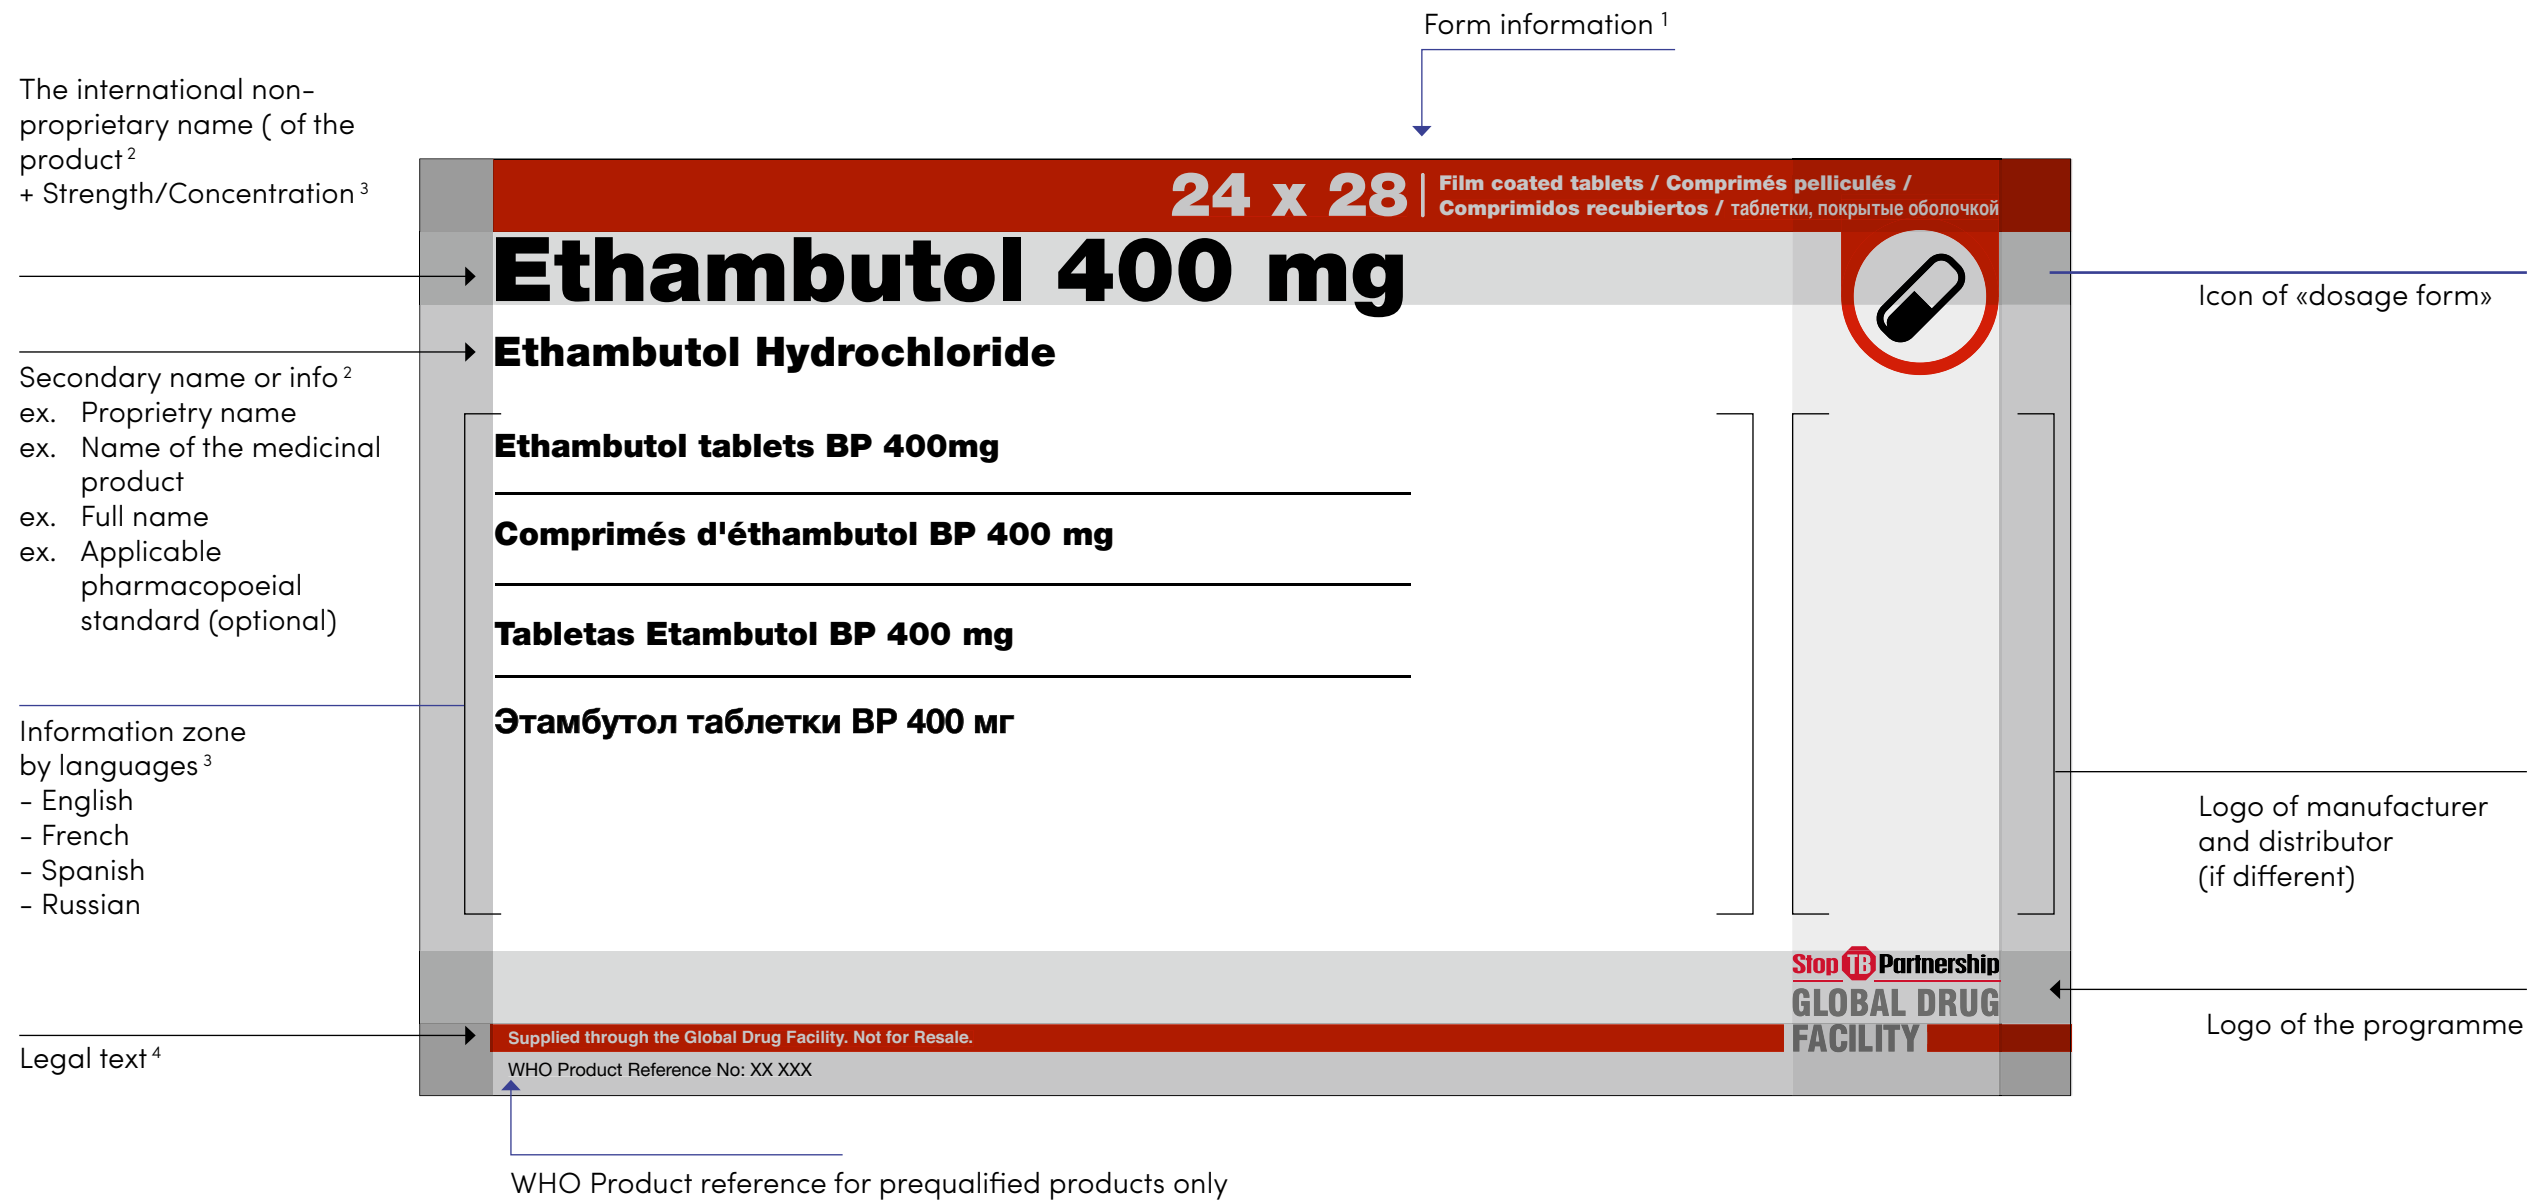 Form information 1
The international non-
proprietary name ( of the
product 2
+ Strength/Concentration 3
24 x 28
Film coated tablets / Comprimés pelliculés /
Comprimidos recubiertos / таблетки, покрытые оболочкой
Ethambutol 400 mg
Icon of «dosage form»
Ethambutol Hydrochloride
Secondary name or info 2
ex. Proprietry name
ex. Name of the medicinal
product
ex. Full name
ex. Applicable
pharmacopoeial
standard (optional)
Ethambutol tablets BP 400mg
Comprimés d'éthambutol BP 400 mg
Tabletas Etambutol BP 400 mg
Этамбутол таблетки BP 400 мг
Information zone
by languages 3
- English
- French
- Spanish
- Russian
Logo of manufacturer
and distributor
(if different)
Stop TB Partnership
GLOBAL DRUG
FACILITY
Logo of the programme
Legal text 4
Supplied through the Global Drug Facility. Not for Resale.
WHO Product Reference No: XX XXX
WHO Product reference for prequalified products only